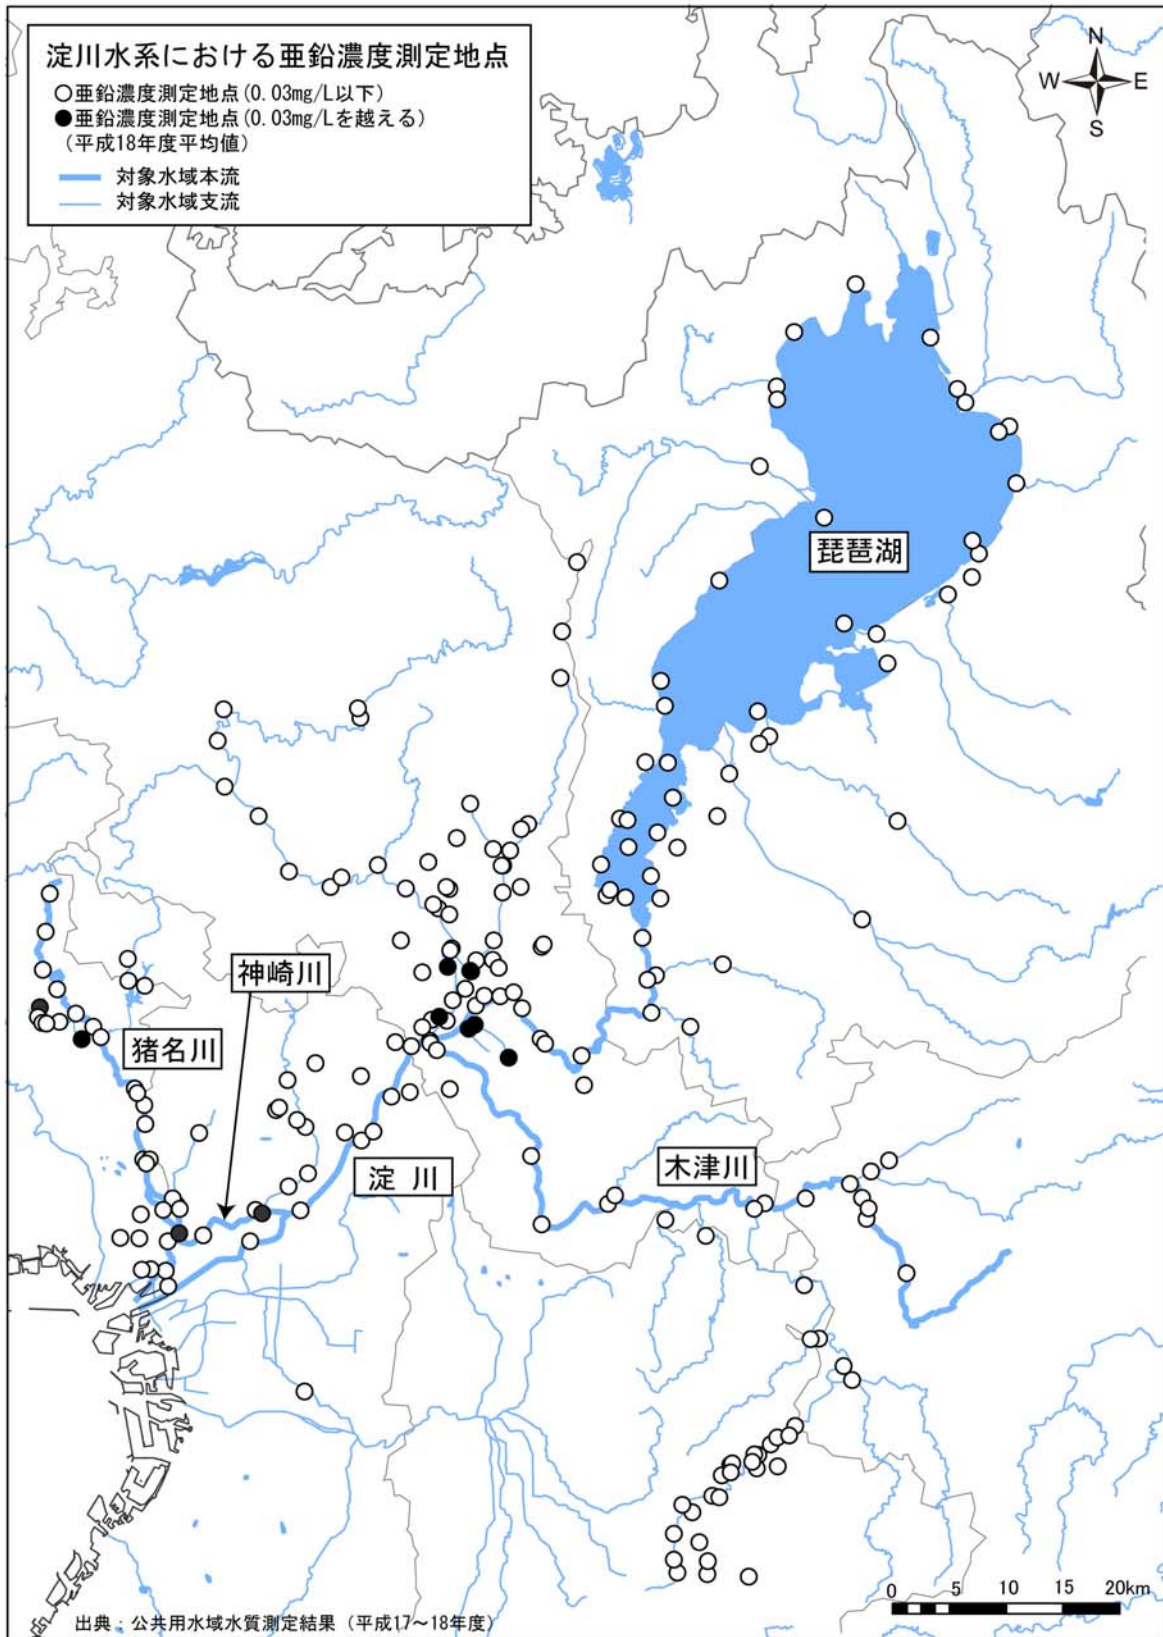 淀川水系における亜鉛濃度測定地点
○亜鉛濃度測定地点(0.03mg/L以下)
●亜鉛濃度測定地点(0.03mg/Lを越える)
(平成18年度平均値)
対象水域本流
対象水域支流
N
W
E
S
琵琶湖
神崎川
猪名川
淀 川
木津川
0 5 10 15 20km
出典：公共用水域水質測定結果（平成17～18年度）